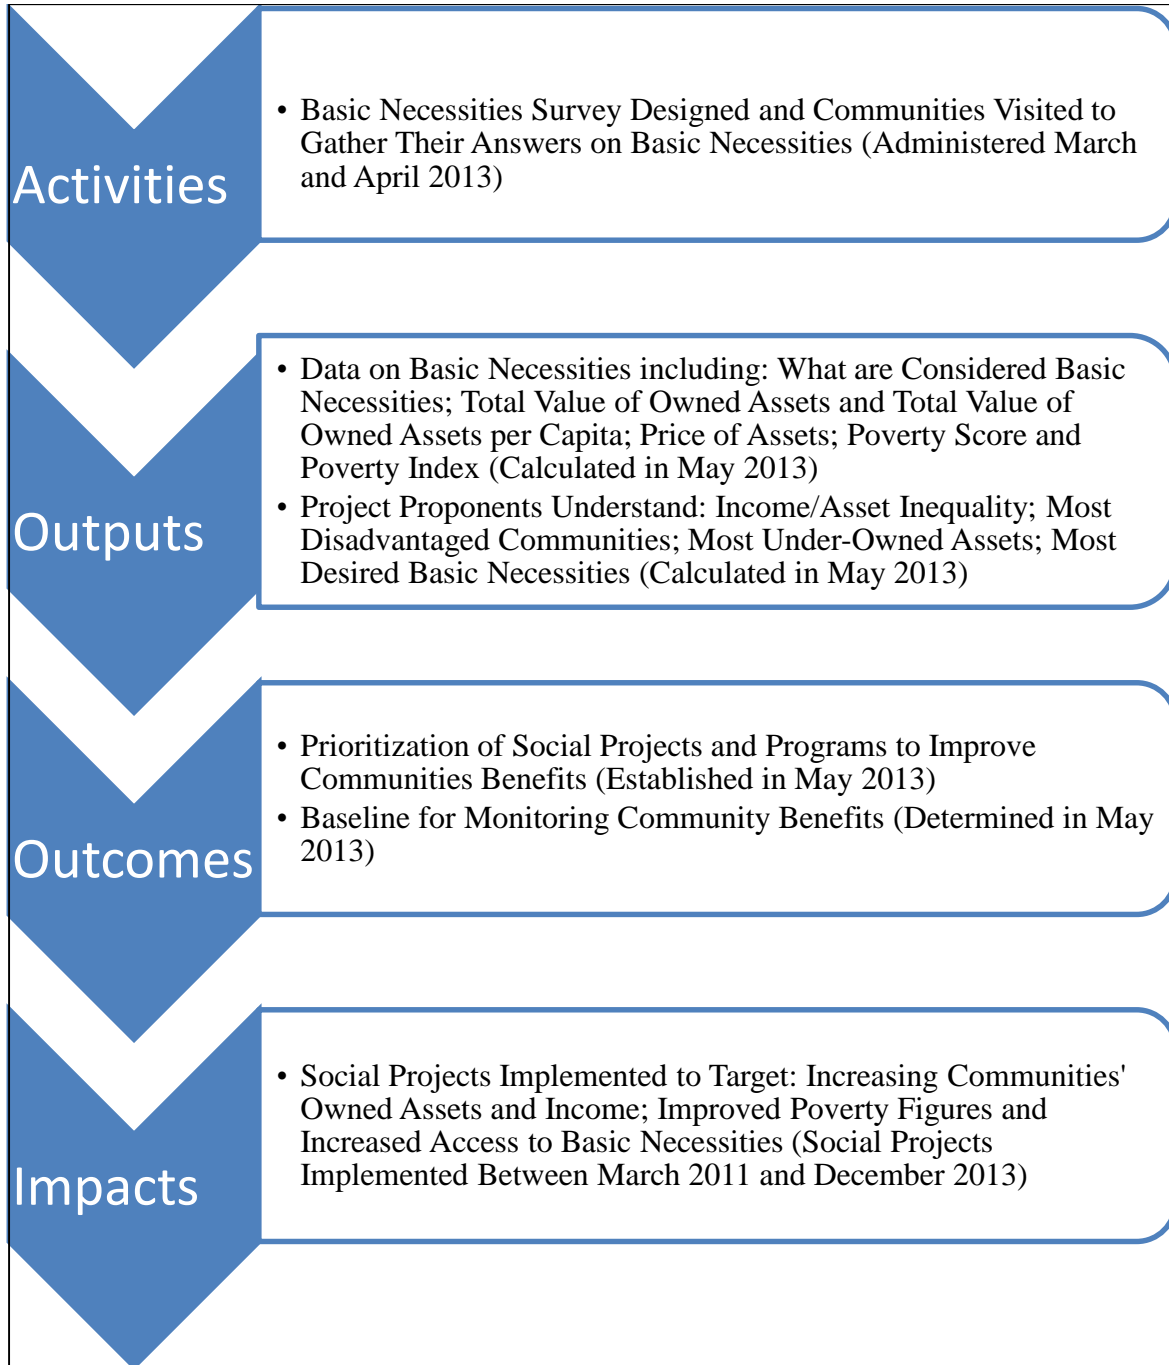 Activities
• Basic Necessities Survey Designed and Communities Visited to
Gather Their Answers on Basic Necessities (Administered March
and April 2013)
Outputs
• Data on Basic Necessities including: What are Considered Basic
Necessities; Total Value of Owned Assets and Total Value of
Owned Assets per Capita; Price of Assets; Poverty Score and
Poverty Index (Calculated in May 2013)
• Project Proponents Understand: Income/Asset Inequality; Most
Disadvantaged Communities; Most Under-Owned Assets; Most
Desired Basic Necessities (Calculated in May 2013)
Outcomes
• Prioritization of Social Projects and Programs to Improve
Communities Benefits (Established in May 2013)
• Baseline for Monitoring Community Benefits (Determined in May
2013)
Impacts
• Social Projects Implemented to Target: Increasing Communities'
Owned Assets and Income; Improved Poverty Figures and
Increased Access to Basic Necessities (Social Projects
Implemented Between March 2011 and December 2013)